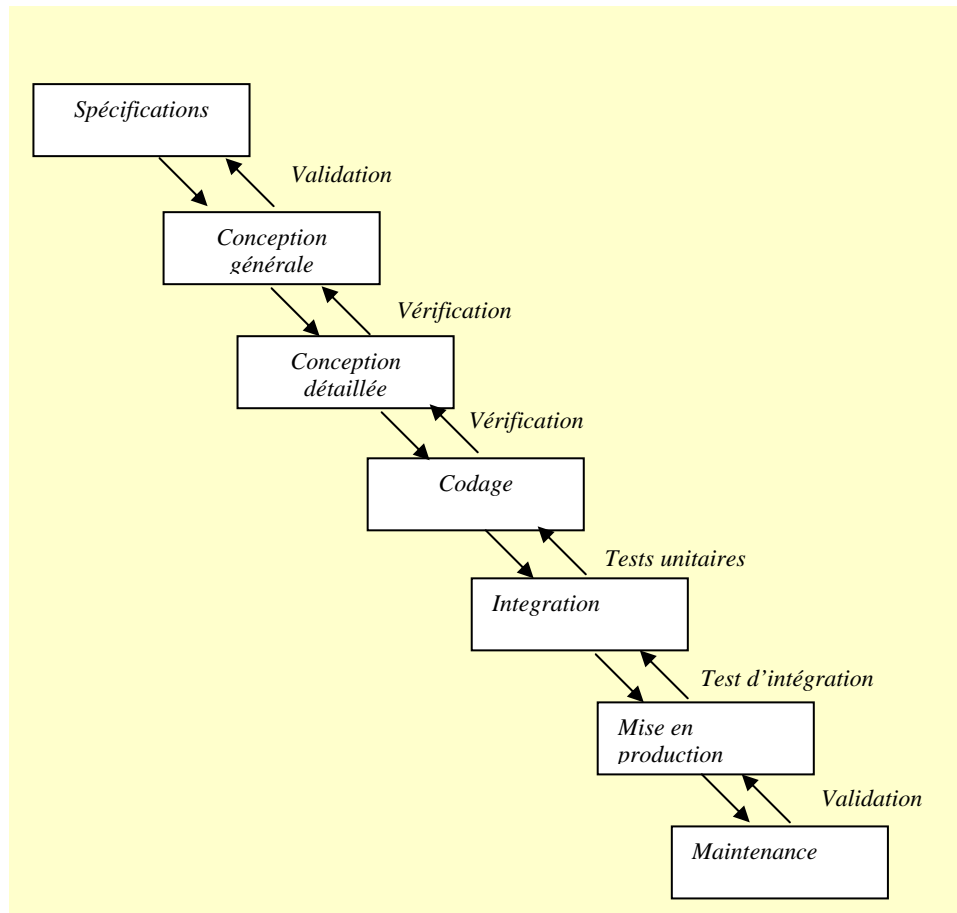 Spécifications
Validation
Conception
générale
Vérification
Conception
détaillée
Vérification
Codage
Tests unitaires
Integration
Test d’intégration
Mise en
production
Validation
Maintenance